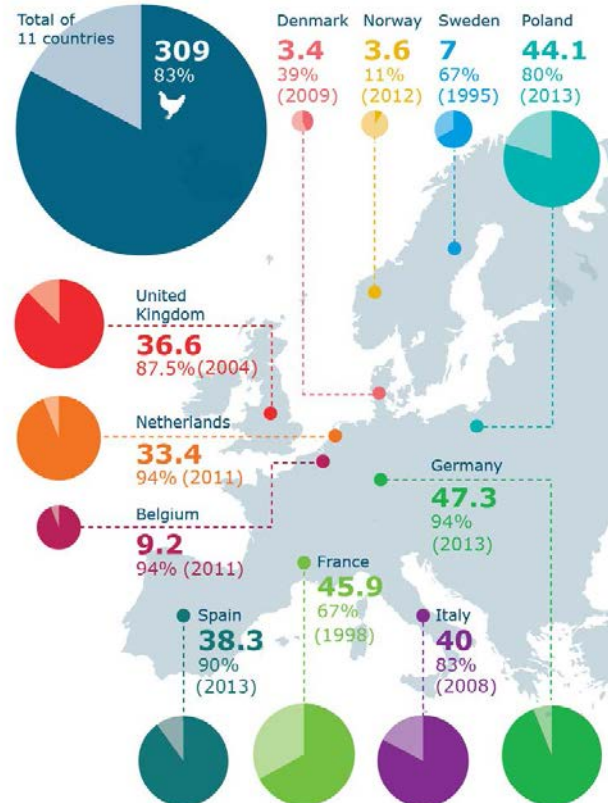 Total of
11 countries
309
83%
Denmark
3.4
39%
(2009)
Norway
3.6
11%
(2012)
Sweden
7
67%
(1995)
Poland
44.1
80%
(2013)
United
Kingdom
36.6
87.5% (2004)
Netherlands
33.4
94% (2011)
Belgium
9.2
94% (2011)
Germany
47.3
94%
(2013)
France
45.9
67%
(1998)
Spain
38.3
90%
(2013)
Italy
40
83%
(2008)